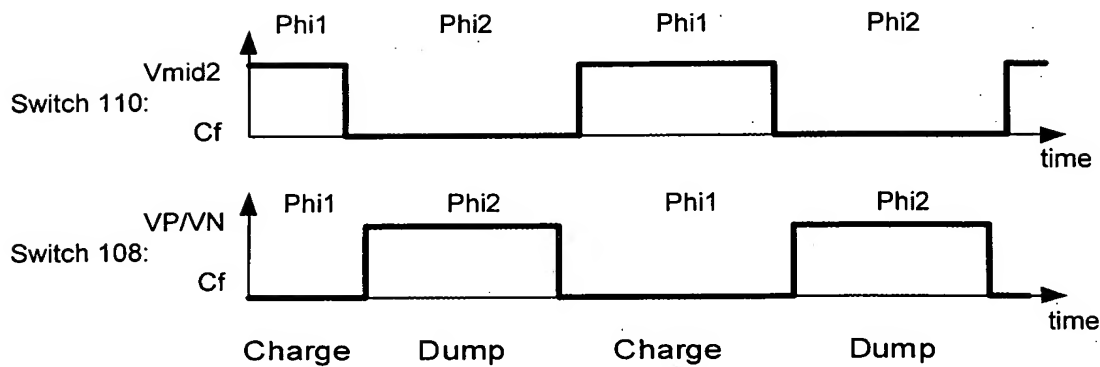 Phi1 Phi2 Phi1 Phi2
Vmid2
Switch 110:
Cf
time
Phi1 Phi2 Phi1 Phi2
VP/VN
Switch 108:
Cf
time
Charge Dump Charge Dump